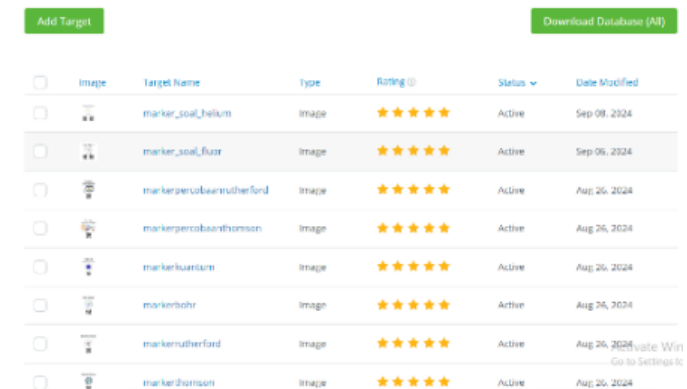 Add Target
Download Database (All)
Image Target Name Type Rating Status Date Modified
marker_soal_helium Image Active Sep 08, 2024
marker_soal_fluor Image Active Sep 06, 2024
markerpercobaanrutherford Image Active Aug 26, 2024
markerpercobaanthomson Image Active Aug 26, 2024
markerkuantum Image Active Aug 26, 2024
markerbohr Image Active Aug 26, 2024
markerrutherford Image Active Aug 26, 2024
Activate Win
Go to Settings to
markerthomson Image Active Aug 26, 2024